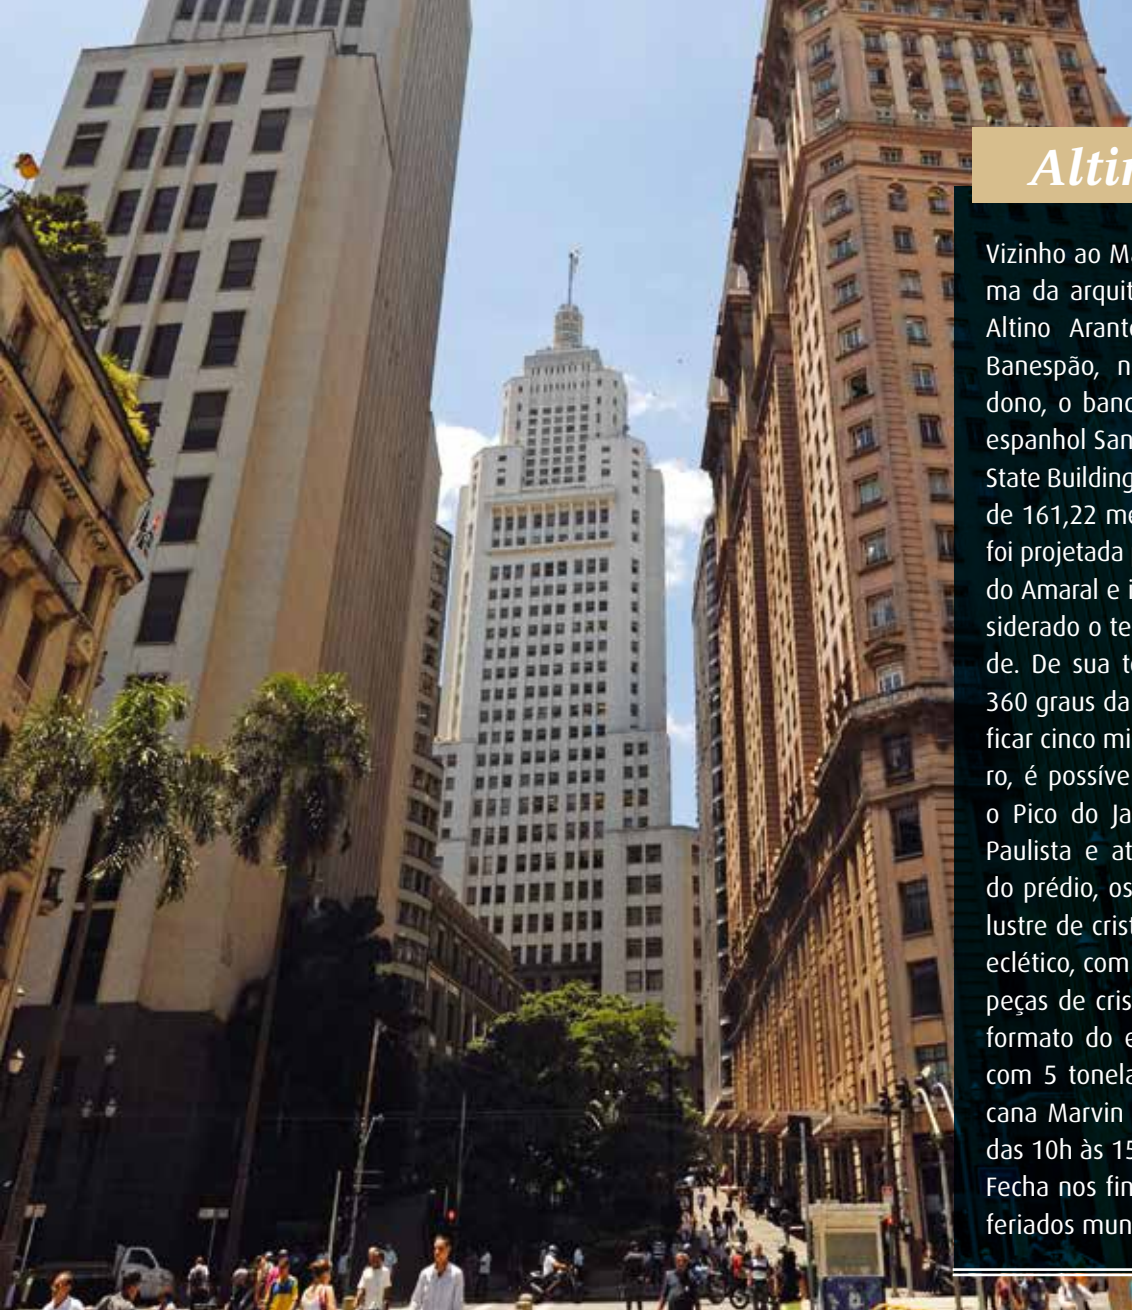 Altin
Vizinho ao Ma
ma da arquit
Altino Arant
Banespão, n
dono, o banc
espanhol San
State Building
de 161,22 me
foi projetada
do Amaral e i
siderado o te
de. De sua t
360 graus da
ficar cinco mi
ro, é possíve
o Pico do Ja
Paulista e at
do prédio, os
lustre de crist
eclético, com
peças de cris
formato do e
com 5 tonela
cana Marvin
das 10h às 15
Fecha nos fin
feriados mun